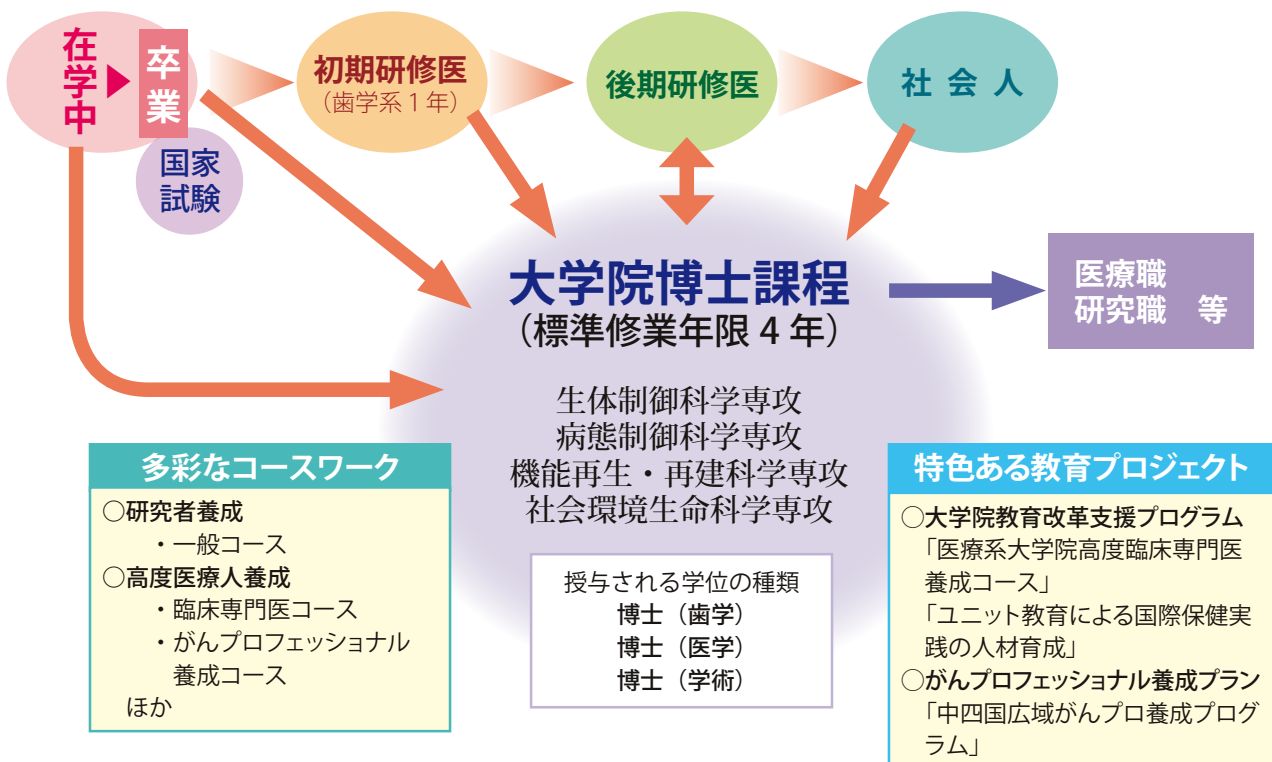 在学中
卒業
国家
試験
初期研修医
（歯学系１年）
後期研修医
社会人
大学院博士課程
（標準修業年限４年）
生体制御科学専攻
病態制御科学専攻
機能再生・再建科学専攻
社会環境生命科学専攻
医療職
研究職　等
多彩なコースワーク
○研究者養成
・一般コース
○高度医療人養成
・臨床専門医コース
・がんプロフェッショナル
養成コース
ほか
授与される学位の種類
博士（歯学）
博士（医学）
博士（学術）
特色ある教育プロジェクト
○大学院教育改革支援プログラム
「医療系大学院高度臨床専門医
養成コース」
「ユニット教育による国際保健実
践の人材育成」
○がんプロフェッショナル養成プラン
「中四国広域がんプロ養成プログ
ラム」